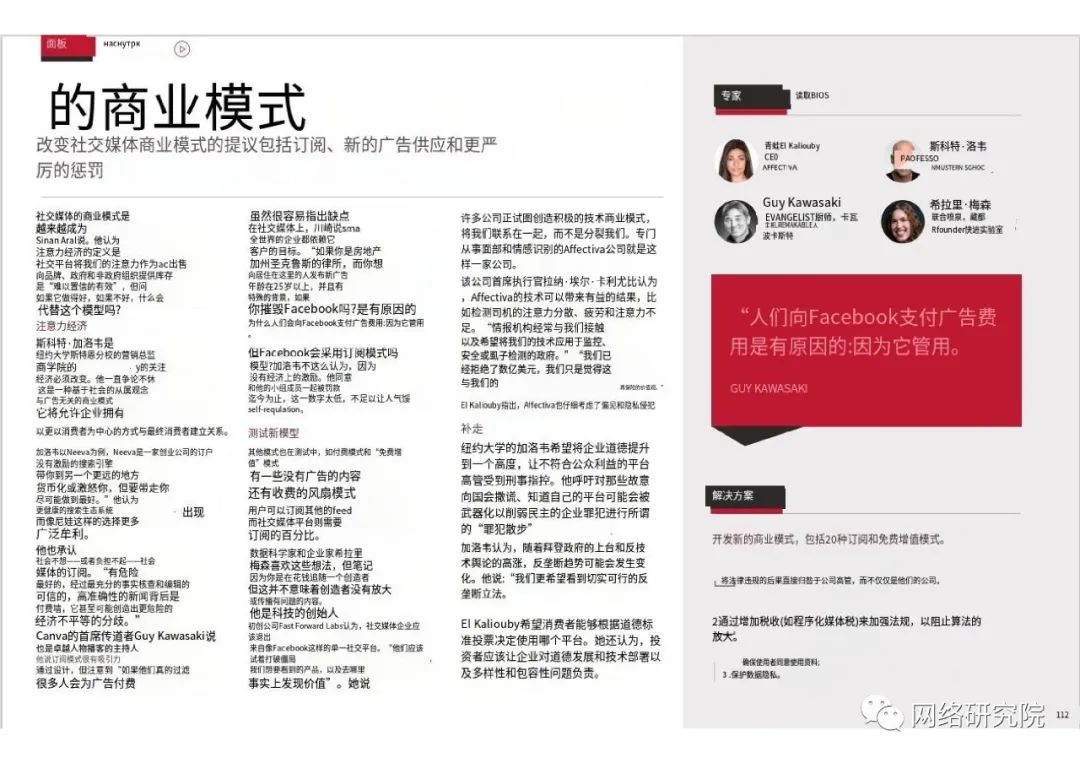 面板
наснутрк
的商业模式
改变社交媒体商业模式的提议包括订阅、新的广告供应和更严
厉的惩罚
社交媒体的商业模式是
越来越成为
Sinan Aral说。他认为
注意力经济的定义是
社交平台将我们的注意力作为ac出售
向品牌、政府和非政府组织提供库存
是“难以置信的有效”，但问
如果它做得好，如果不好，什么会
代替这个模型吗?
注意力经济
斯科特·加洛韦是
纽约大学斯特恩分校的营销总监
商学院的
y的关注
经济必须改变。他一直争论不休
这是一种基于社会的从属观念
与广告无关的商业模式
它将允许企业拥有
以更以消费者为中心的方式与最终消费者建立关系。
加洛韦以Neeva为例，Neeva是一家创业公司的订户
没有激励的搜索引擎
带你到另一个更远的地方
货币化或激怒你，但要带走你
尽可能做到最好。”他认为
更健康的搜索生态系统
出现
而像尼娃这样的选择更多
广泛牟利。
他也承认
社会不想——或者负担不起——社会
媒体的订阅。“有危险
最好的，经过最充分的事实核查和编辑的
可信的，高准确性的新闻背后是
付费墙，它甚至可能创造出更危险的
经济不平等的分歧。”
Canva的首席传道者Guy Kawasaki说
也是卓越人物播客的主持人
他说订阅模式很有吸引力
通过设计，但注意到“如果他们真的过滤
很多人会为广告付费
虽然很容易指出缺点
在社交媒体上，川崎说sma
全世界的企业都依赖它
客户的目标。“如果你是房地产
加州圣克鲁斯的律所，而你想
向居住在这里的人发布新广告
年龄在25岁以上，并且有
特殊的背景，如果
你摧毁Facebook吗?是有原因的
为什么人们会向Facebook支付广告费用:因为它管用
。
但Facebook会采用订阅模式吗
模型?加洛韦不这么认为，因为
没有经济上的激励。他同意
和他的小组成员一起被罚款
迄今为止，这一数字太低，不足以让人气馁
self-requlation。
测试新模型
其他模式也在测试中，如付费模式和“免费增
值”模式
有一些没有广告的内容
还有收费的风扇模式
用户可以订阅其他的feed
而社交媒体平台则需要
订阅的百分比。
数据科学家和企业家希拉里
梅森喜欢这些想法，但笔记
因为你是在花钱追随一个创造者
但这并不意味着创造者没有放大
或传播有问题的内容。
他是科技的创始人
初创公司Fast Forward Labs认为，社交媒体企业应
该退出
来自像Facebook这样的单一社交平台。“他们应该
试着打破僵局
我们想要看到的产品，以及去哪里
事实上发现价值”。她说
许多公司正试图创造积极的技术商业模式，
将我们联系在一起，而不是分裂我们。专门
从事面部和情感识别的Affectiva公司就是这
样一家公司。
该公司首席执行官拉纳·埃尔·卡利尤比认为
，Affectiva的技术可以带来有益的结果，比
如检测司机的注意力分散、疲劳和注意力不
足。“情报机构经常与我们接触
以及希望将我们的技术应用于监控、
安全或虱子检测的政府。”“我们已
经拒绝了数亿美元，我们只是觉得这
与我们的
El Kaliouby指出，Affectiva也仔细考虑了偏见和隐私侵犯
补走
纽约大学的加洛韦希望将企业道德提升
到一个高度，让不符合公众利益的平台
高管受到刑事指控。他呼吁对那些故意
向国会撒谎、知道自己的平台可能会被
武器化以削弱民主的企业罪犯进行所谓
的“罪犯散步”
加洛韦认为，随着拜登政府的上台和反技
术舆论的高涨，反垄断趋势可能会发生变
化。他说:“我们更希望看到切实可行的反
垄断立法。
El Kaliouby希望消费者能够根据道德标
准投票决定使用哪个平台。她还认为，投
资者应该让企业对道德发展和技术部署以
及多样性和包容性问题负责。
专家
读取BIOS
青蛙El Kaliouby
CE0
AFFECTIVA
斯科特·洛韦
PAOFESSO
Guy Kawasaki
EVANGELIST厨师，卡瓦
波卡斯特
希拉里·梅森
联合喷泉，藏都
Rfounder快进实验室
“人们向Facebook支付广告费
用是有原因的:因为它管用。
GUY KAWASAKI
解决方案
开发新的商业模式，包括20种订阅和免费增值模式。
将法律违规的后果直接归咎于公司高管，而不仅仅是他们的公司。
2通过增加税收(如程序化媒体税)来加强法规，以阻止算法的
放大。
确保使用者同意使用资料;
3 .保护数据隐私。
网络研究院
112